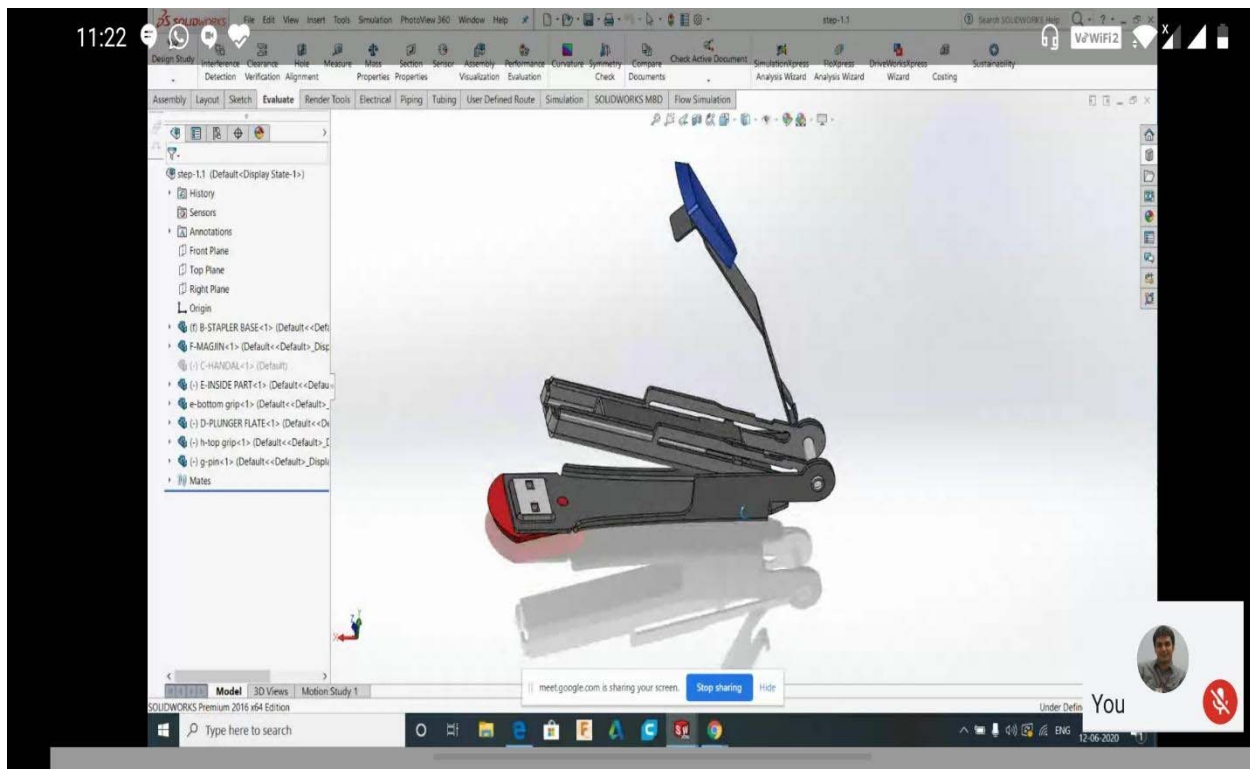 11:22
SOLIDWORKS File Edit View Insert Tools Simulation PhotoView 360 Window Help step-1.1 Search SOLIDWORKS Help
Vo WiFi2
Design Study Interference Detection Clearance Verification Hole Alignment Measure Mass Properties Section Properties Sensor Assembly Visualization Performance Evaluation Curvature Symmetry Check Compare Documents Check Active Document SimulationXpress Analysis Wizard FloXpress Analysis Wizard DriveWorksXpress Wizard Costing Sustainability
Assembly Layout Sketch Evaluate Render Tools Electrical Piping Tubing User Defined Route Simulation SOLIDWORKS MBD Flow Simulation
step-1.1 (Default<Display State-1>)
History
Sensors
Annotations
Front Plane
Top Plane
Right Plane
Origin
(f) B-STAPLER BASE<1> (Default<<Defa
F-MAGJIN<1> (Default<<Default>_Disp
(-) C-HANDAL<1> (Default)
(-) E-INSIDE PART<1> (Default<<Defau
e-bottom grip<1> (Default<<Default>_
(-) D-PLUNGER FLATE<1> (Default<<De
(-) h-top grip<1> (Default<<Default>_D
(-) g-pin<1> (Default<<Default>_Displa
Mates
Model 3D Views Motion Study 1
meet.google.com is sharing your screen. Stop sharing Hide
SOLIDWORKS Premium 2016 x64 Edition
Under Defin
You
Type here to search
ENG
12-06-2020